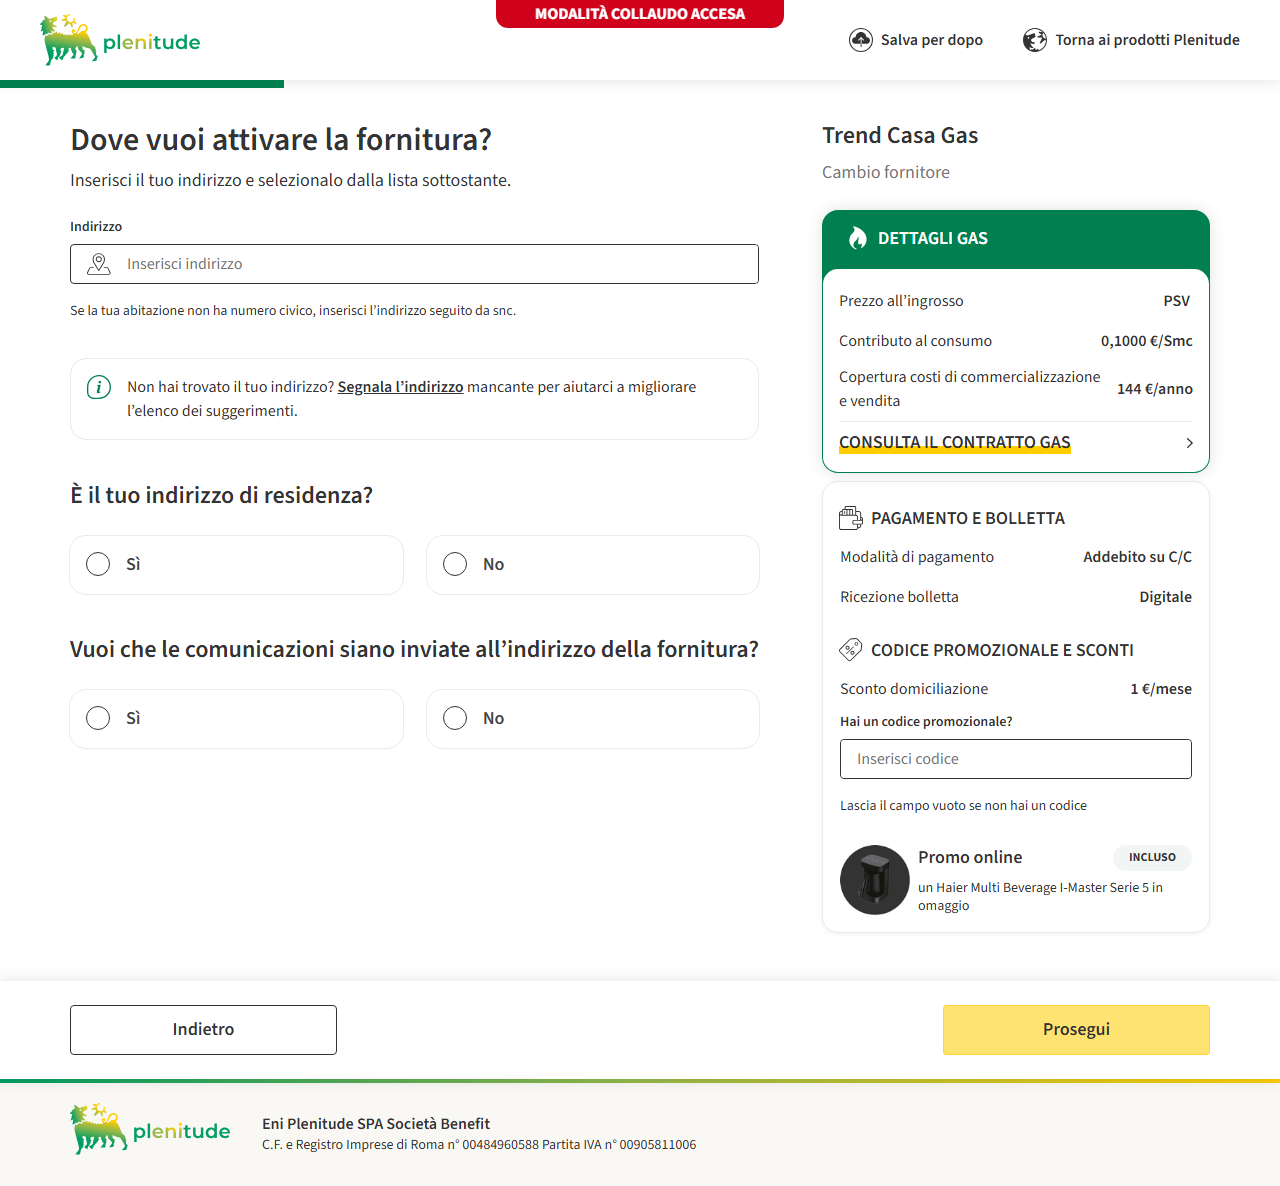 plenitude
MODALITÀ COLLAUDO ACCESA
Salva per dopo
Torna ai prodotti Plenitude
Dove vuoi attivare la fornitura?
Inserisci il tuo indirizzo e selezionalo dalla lista sottostante.
Indirizzo
Inserisci indirizzo
Se la tua abitazione non ha numero civico, inserisci l’indirizzo seguito da snc.
Non hai trovato il tuo indirizzo? Segnala l’indirizzo mancante per aiutarci a migliorare
l’elenco dei suggerimenti.
È il tuo indirizzo di residenza?
Sì
No
Vuoi che le comunicazioni siano inviate all’indirizzo della fornitura?
Sì
No
Trend Casa Gas
Cambio fornitore
DETTAGLI GAS
Prezzo all’ingrosso PSV
Contributo al consumo 0,1000 €/Smc
Copertura costi di commercializzazione
e vendita 144 €/anno
CONSULTA IL CONTRATTO GAS
PAGAMENTO E BOLLETTA
Modalità di pagamento Addebito su C/C
Ricezione bolletta Digitale
CODICE PROMOZIONALE E SCONTI
Sconto domiciliazione 1 €/mese
Hai un codice promozionale?
Inserisci codice
Lascia il campo vuoto se non hai un codice
Promo online INCLUSO
un Haier Multi Beverage I-Master Serie 5 in
omaggio
Indietro
Prosegui
plenitude
Eni Plenitude SPA Società Benefit
C.F. e Registro Imprese di Roma n° 00484960588 Partita IVA n° 00905811006